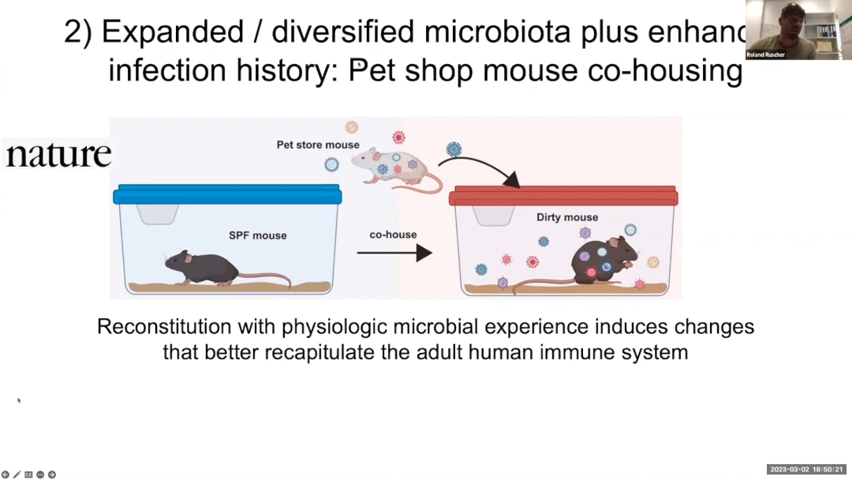 2) Expanded / diversified microbiota plus enhanc
infection history: Pet shop mouse co-housing
Roland Ruscher
nature
Pet store mouse
SPF mouse
co-house
Dirty mouse
Reconstitution with physiologic microbial experience induces changes
that better recapitulate the adult human immune system
2023-03-02 18:50:21